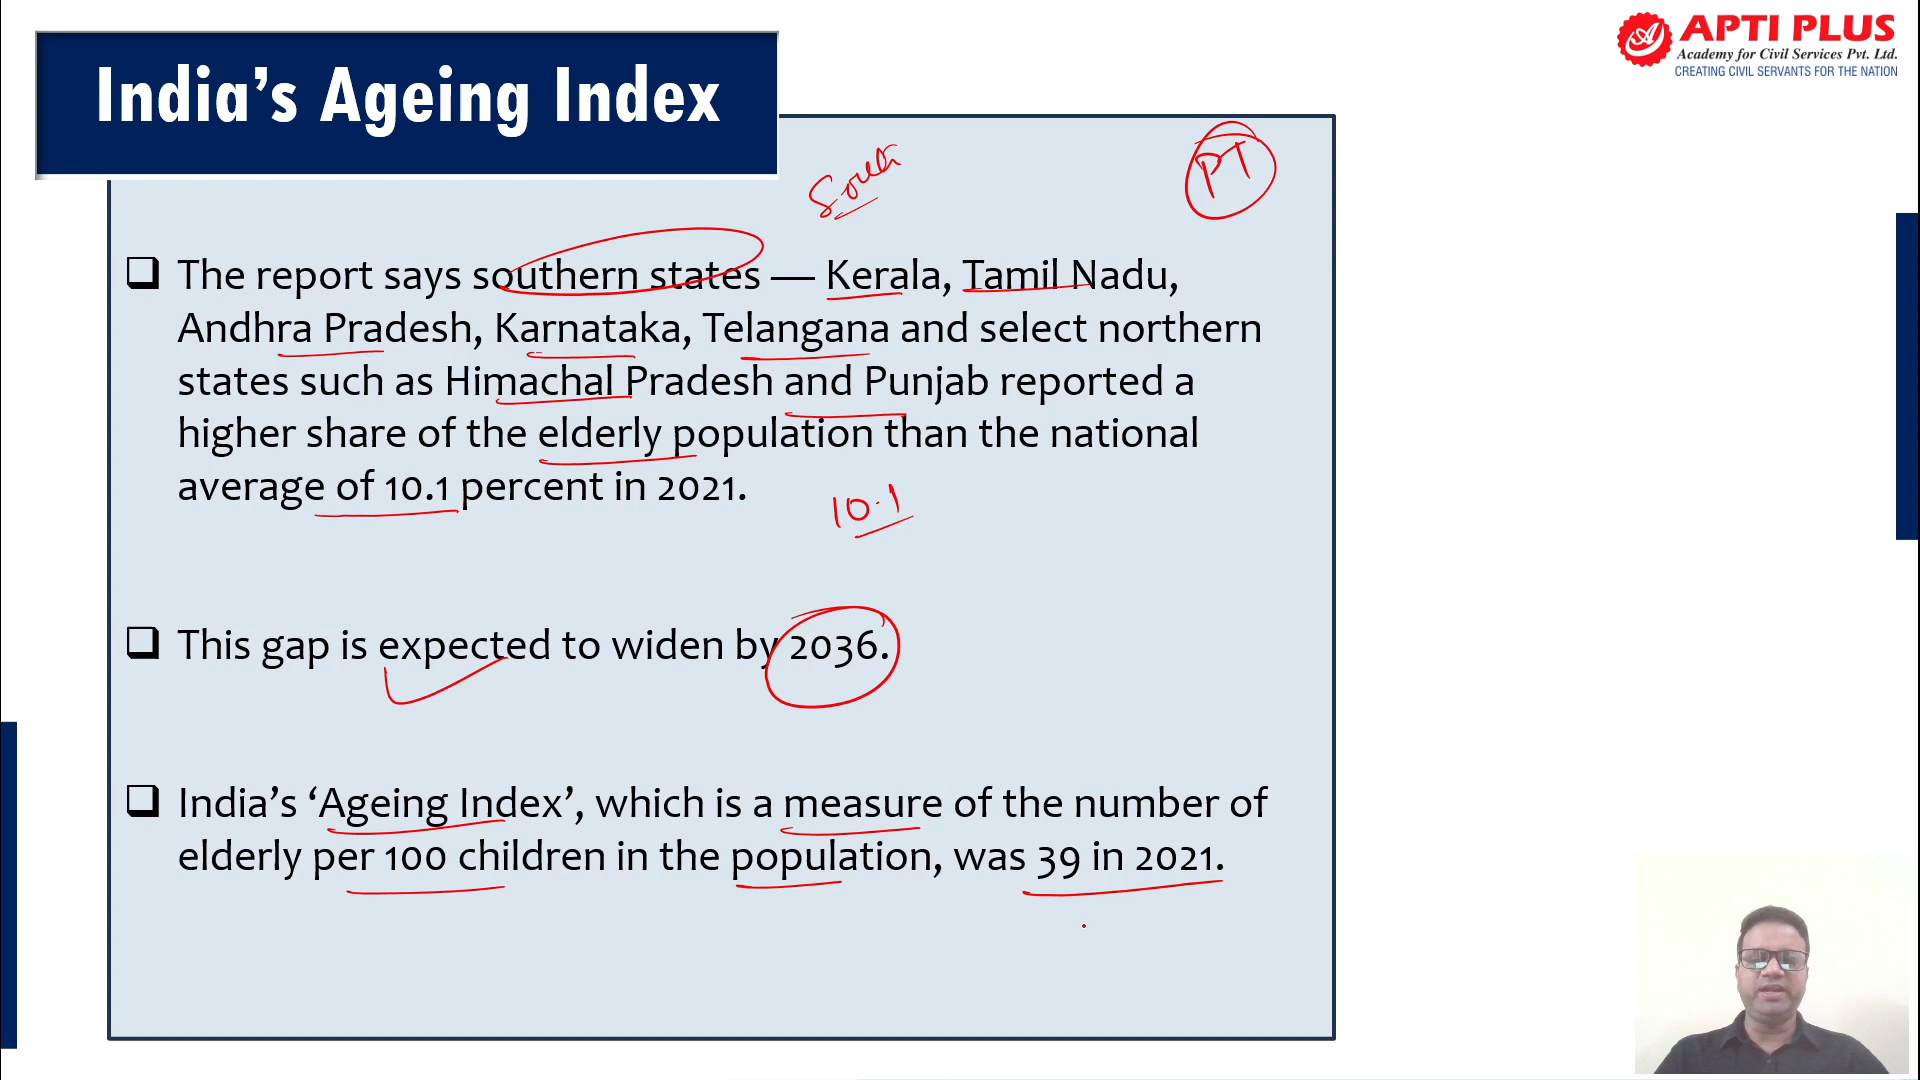 APTI PLUS
Academy for Civil Services Pvt. Ltd.
CREATING CIVIL SERVANTS FOR THE NATION
India’s Ageing Index
South
PT
❑ The report says southern states — Kerala, Tamil Nadu,
Andhra Pradesh, Karnataka, Telangana and select northern
states such as Himachal Pradesh and Punjab reported a
higher share of the elderly population than the national
average of 10.1 percent in 2021.
10.1
❑ This gap is expected to widen by 2036.
❑ India’s ‘Ageing Index’, which is a measure of the number of
elderly per 100 children in the population, was 39 in 2021.